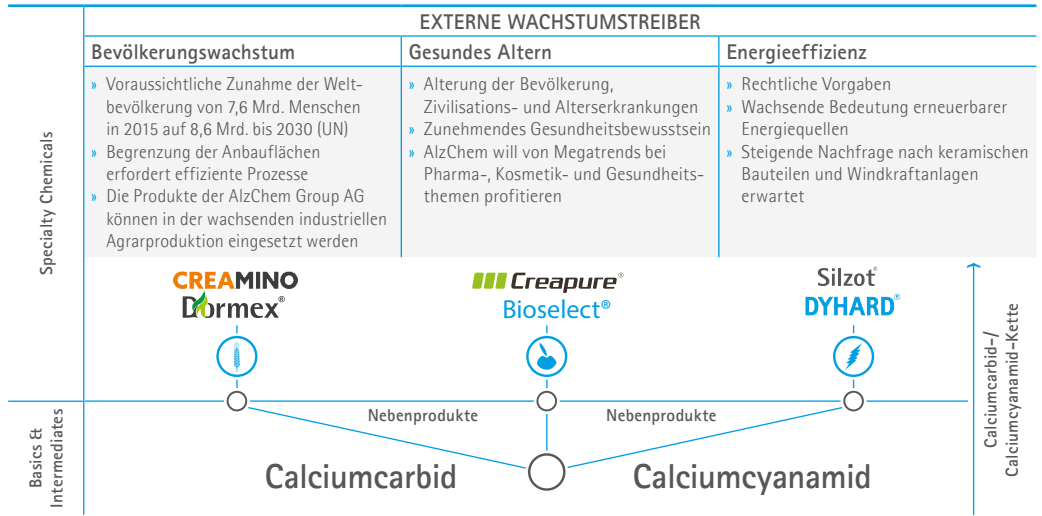 EXTERNE WACHSTUMSTREIBER
Bevölkerungswachstum
» Voraussichtliche Zunahme der Welt-
bevölkerung von 7,6 Mrd. Menschen
in 2015 auf 8,6 Mrd. bis 2030 (UN)
» Begrenzung der Anbauflächen
erfordert effiziente Prozesse
» Die Produkte der AlzChem Group AG
können in der wachsenden industriellen
Agrarproduktion eingesetzt werden
Gesundes Altern
» Alterung der Bevölkerung,
Zivilisations- und Alterserkrankungen
» Zunehmendes Gesundheitsbewusstsein
» AlzChem will von Megatrends bei
Pharma-, Kosmetik- und Gesundheits-
themen profitieren
Energieeffizienz
» Rechtliche Vorgaben
» Wachsende Bedeutung erneuerbarer
Energiequellen
» Steigende Nachfrage nach keramischen
Bauteilen und Windkraftanlagen
erwartet
Specialty Chemicals
CREAMINO
Dormex®
Creapure®
Bioselect®
Silzot®
DYHARD®
Calciumcarbid-/
Calciumcyanamid-Kette
Basics &
Intermediates
Nebenprodukte
Nebenprodukte
Calciumcarbid
Calciumcyanamid